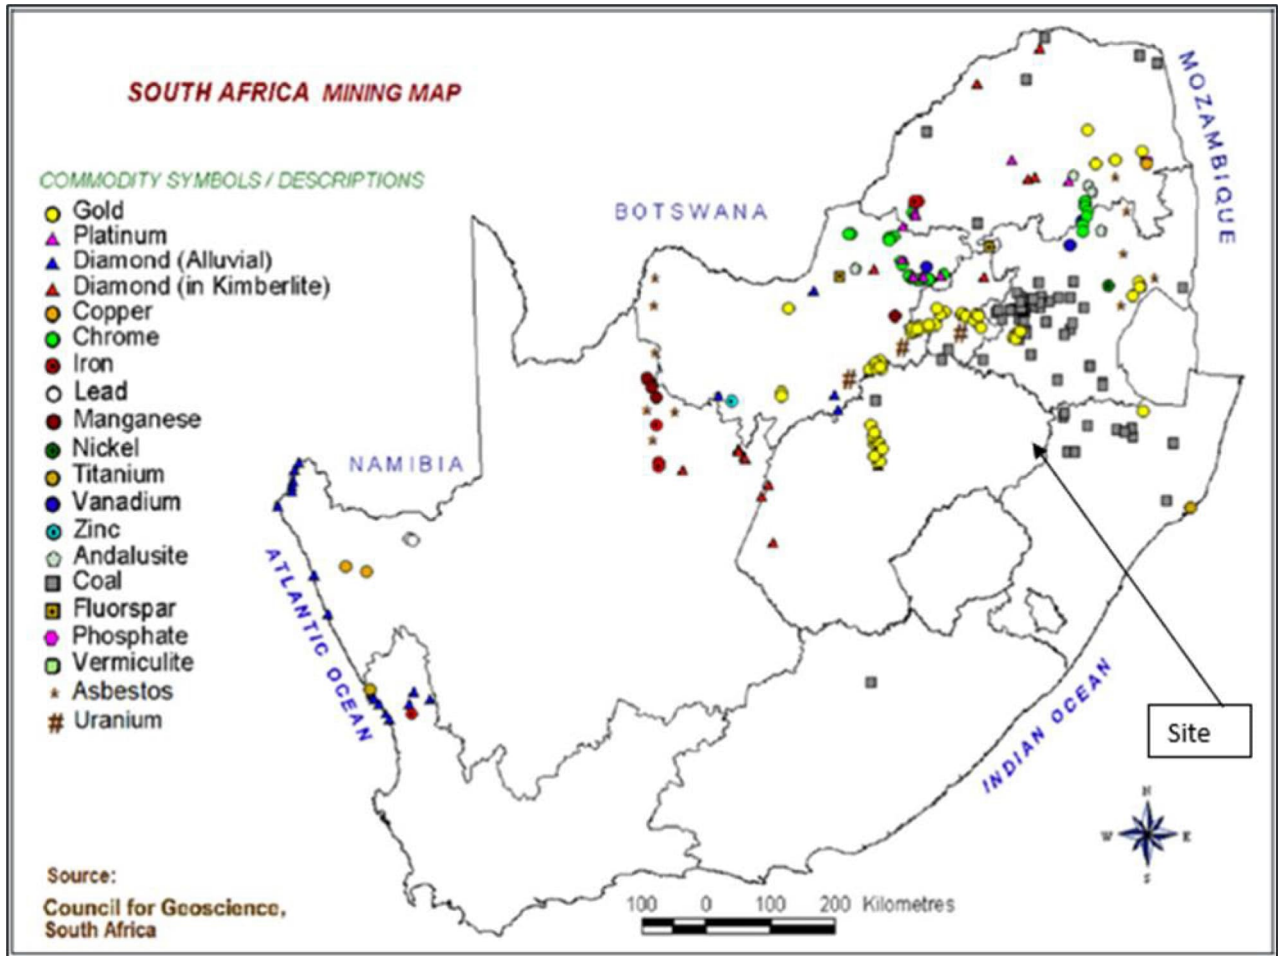 SOUTH AFRICA MINING MAP
COMMODITY SYMBOLS / DESCRIPTIONS
Gold
Platinum
Diamond (Alluvial)
Diamond (in Kimberlite)
Copper
Chrome
Iron
Lead
Manganese
Nickel
Titanium
Vanadium
Zinc
Andalusite
Coal
Fluorspar
Phosphate
Vermiculite
Asbestos
# Uranium
BOTSWANA
MOZAMBIQUE
NAMIBIA
ATLANTIC OCEAN
INDIAN OCEAN
Site
N
W E
S
Source:
Council for Geoscience,
South Africa
100 0 100 200 Kilometres